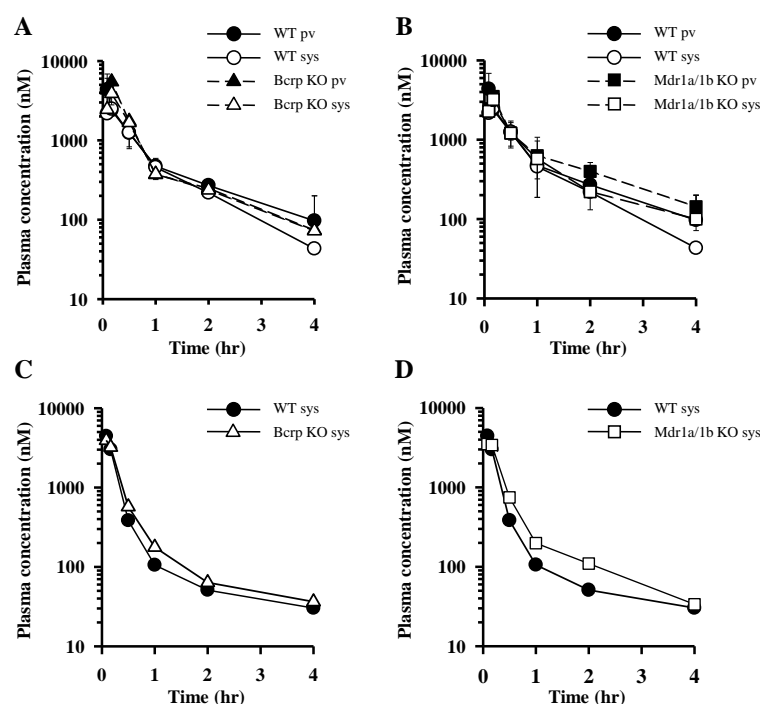 A
WT pv
WT sys
Bcrp KO pv
Bcrp KO sys
Plasma concentration (nM)
10000
1000
100
10
0 1 2 3 4
Time (hr)
B
WT pv
WT sys
Mdr1a/1b KO pv
Mdr1a/1b KO sys
Plasma concentration (nM)
10000
1000
100
10
0 1 2 3 4
Time (hr)
C
WT sys
Bcrp KO sys
Plasma concentration (nM)
10000
1000
100
10
0 1 2 3 4
Time (hr)
D
WT sys
Mdr1a/1b KO sys
Plasma concentration (nM)
10000
1000
100
10
0 1 2 3 4
Time (hr)